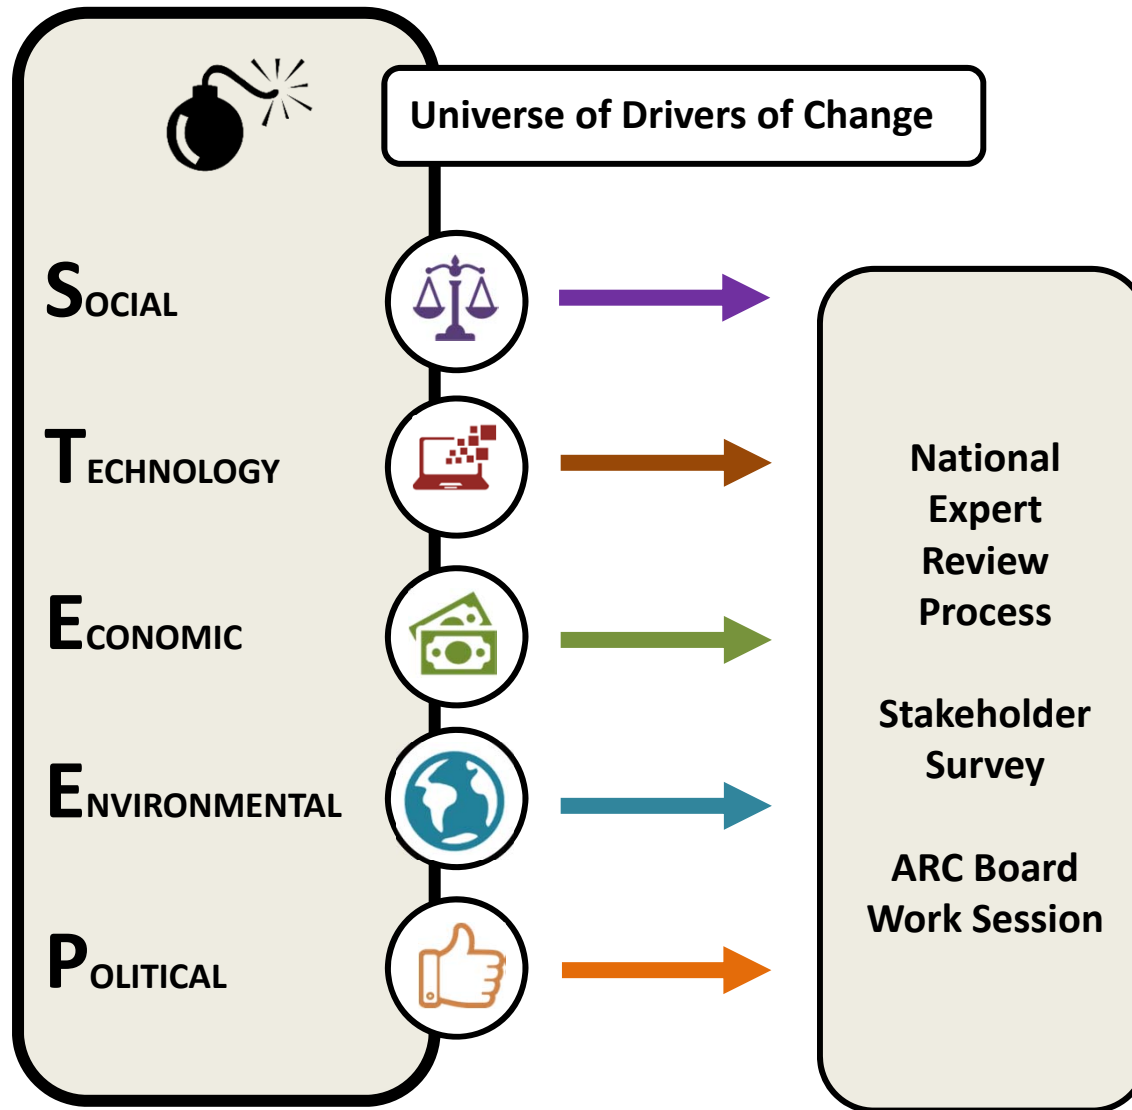 Universe of Drivers of Change
SOCIAL
TECHNOLOGY
ECONOMIC
ENVIRONMENTAL
POLITICAL
National
Expert
Review
Process
Stakeholder
Survey
ARC Board
Work Session